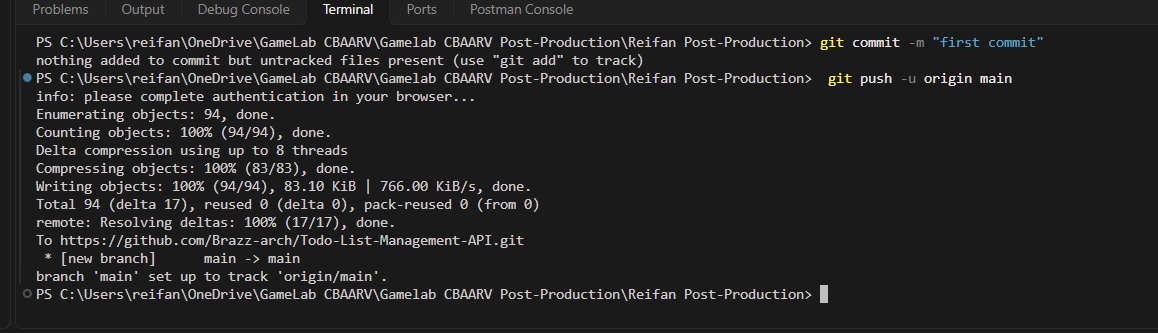 Problems Output Debug Console Terminal Ports Postman Console
PS C:\Users\reifan\OneDrive\GameLab CBAARV\Gamelab CBAARV Post-Production\Reifan Post-Production> git commit -m "first commit"
nothing added to commit but untracked files present (use "git add" to track)
PS C:\Users\reifan\OneDrive\GameLab CBAARV\Gamelab CBAARV Post-Production\Reifan Post-Production>  git push -u origin main
info: please complete authentication in your browser...
Enumerating objects: 94, done.
Counting objects: 100% (94/94), done.
Delta compression using up to 8 threads
Compressing objects: 100% (83/83), done.
Writing objects: 100% (94/94), 83.10 KiB | 766.00 KiB/s, done.
Total 94 (delta 17), reused 0 (delta 0), pack-reused 0 (from 0)
remote: Resolving deltas: 100% (17/17), done.
To https://github.com/Brazz-arch/Todo-List-Management-API.git
 * [new branch]      main -> main
branch 'main' set up to track 'origin/main'.
PS C:\Users\reifan\OneDrive\GameLab CBAARV\Gamelab CBAARV Post-Production\Reifan Post-Production>